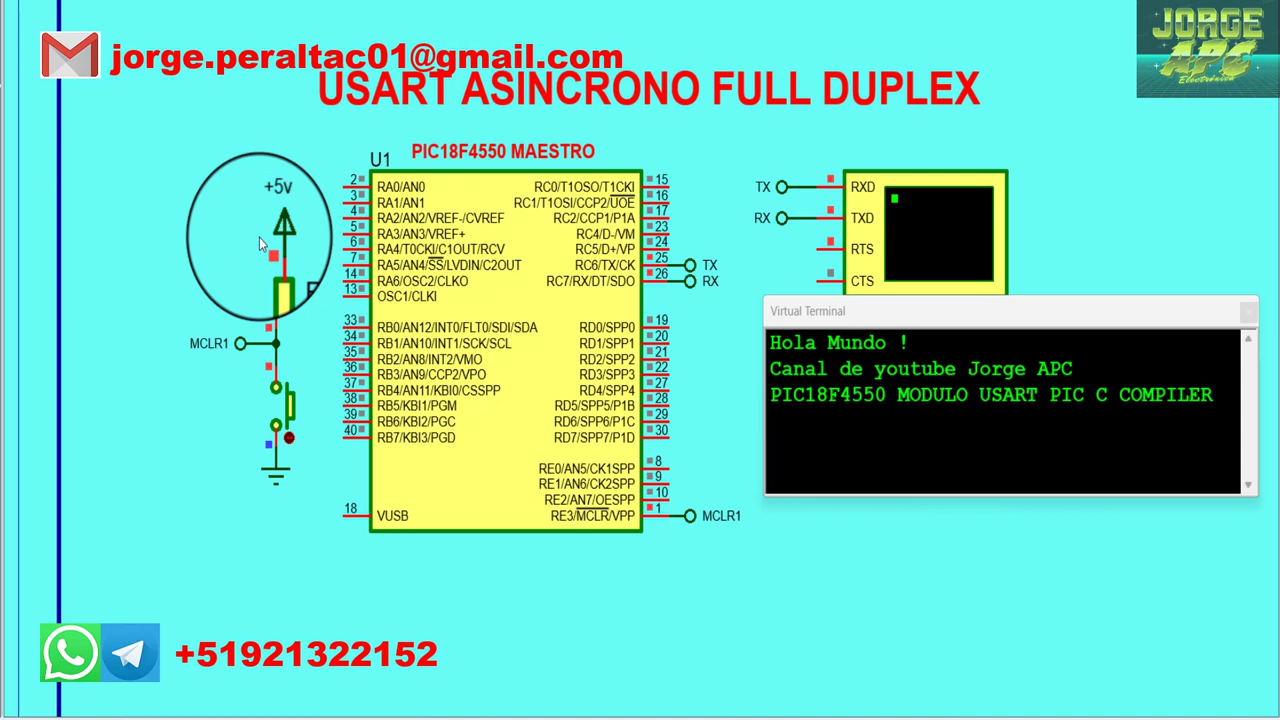 jorge.peraltac01@gmail.com
JORGE
APC
Electrónica
USART ASINCRONO FULL DUPLEX
PIC18F4550 MAESTRO
U1
+5v
MCLR1
2 RA0/AN0
3 RA1/AN1
4 RA2/AN2/VREF-/CVREF
5 RA3/AN3/VREF+
6 RA4/T0CKI/C1OUT/RCV
7 RA5/AN4/SS/LVDIN/C2OUT
14 RA6/OSC2/CLKO
13 OSC1/CLKI
33 RB0/AN12/INT0/FLT0/SDI/SDA
34 RB1/AN10/INT1/SCK/SCL
35 RB2/AN8/INT2/VMO
36 RB3/AN9/CCP2/VPO
37 RB4/AN11/KBI0/CSSPP
38 RB5/KBI1/PGM
39 RB6/KBI2/PGC
40 RB7/KBI3/PGD
18 VUSB
RC0/T1OSO/T1CKI 15
RC1/T1OSI/CCP2/UOE 16
RC2/CCP1/P1A 17
RC4/D-/VM 23
RC5/D+/VP 24
RC6/TX/CK 25 TX
RC7/RX/DT/SDO 26 RX
RD0/SPP0 19
RD1/SPP1 20
RD2/SPP2 21
RD3/SPP3 22
RD4/SPP4 27
RD5/SPP5/P1B 28
RD6/SPP6/P1C 29
RD7/SPP7/P1D 30
RE0/AN5/CK1SPP 8
RE1/AN6/CK2SPP 9
RE2/AN7/OESPP 10
RE3/MCLR/VPP 1 MCLR1
TX RXD
RX TXD
RTS
CTS
Virtual Terminal
Hola Mundo !
Canal de youtube Jorge APC
PIC18F4550 MODULO USART PIC C COMPILER
+51921322152